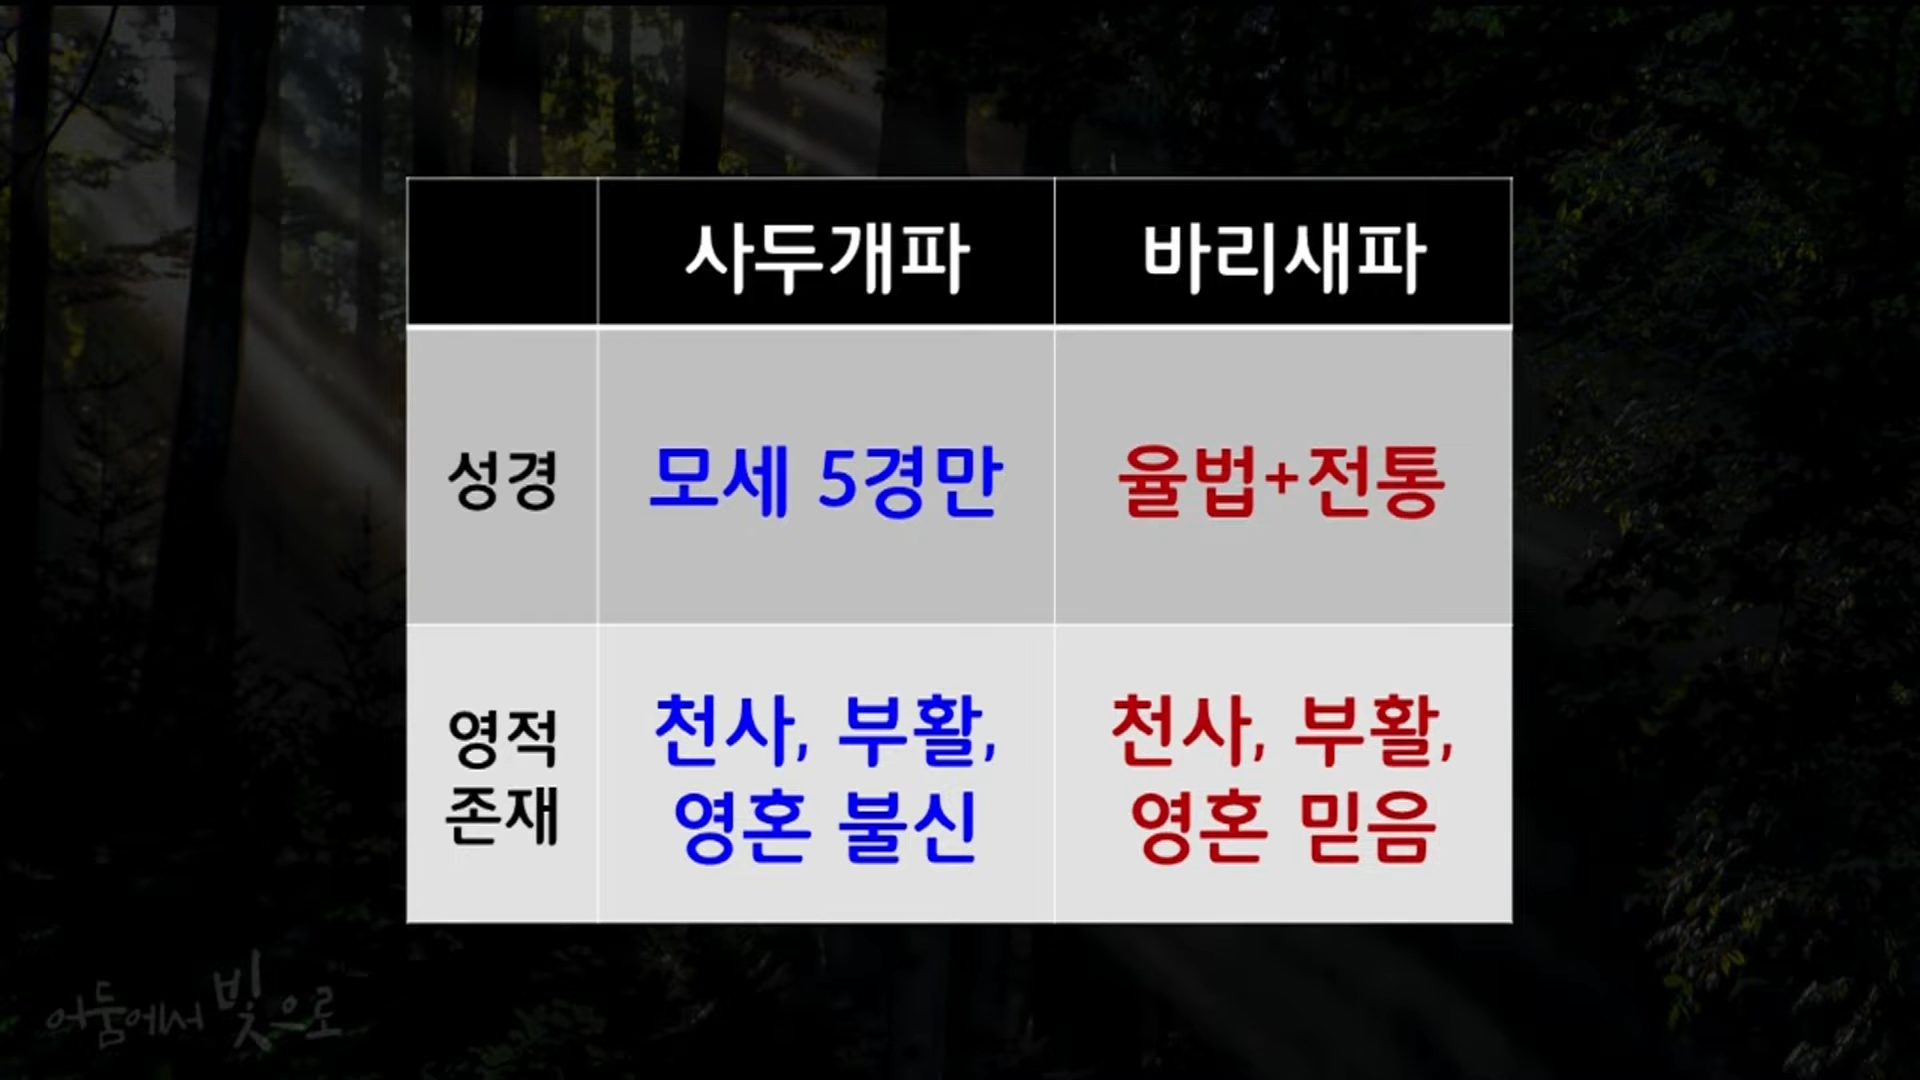 사두개파 바리새파
성경 모세 5경만 율법+전통
영적
존재
천사, 부활,
영혼 불신
천사, 부활,
영혼 믿음
어둠에서 빛으로